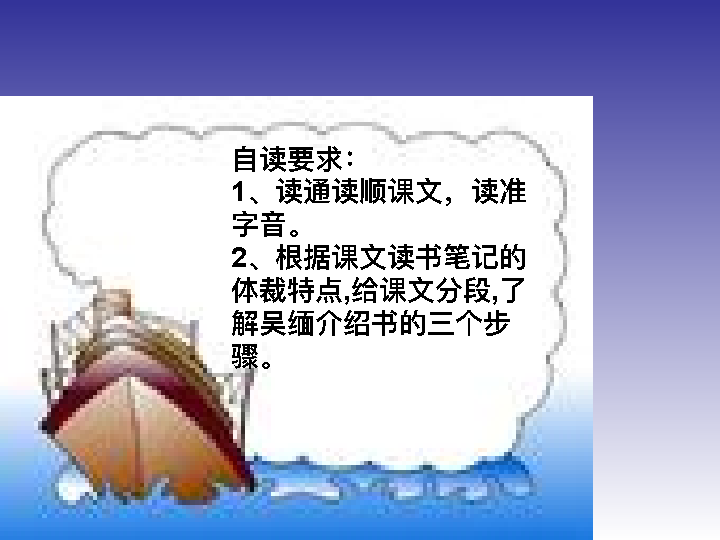 自读要求：
1、读通读顺课文，读准
字音。
2、根据课文读书笔记的
体裁特点,给课文分段,了
解吴缅介绍书的三个步
骤。